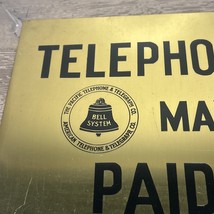 TELEPHO
THE PACIFIC TELEPHONE & TELEGRAPH CO.
BELL
SYSTEM
AMERICAN TELEPHONE & TELEGRAPH CO.
MA
PAID